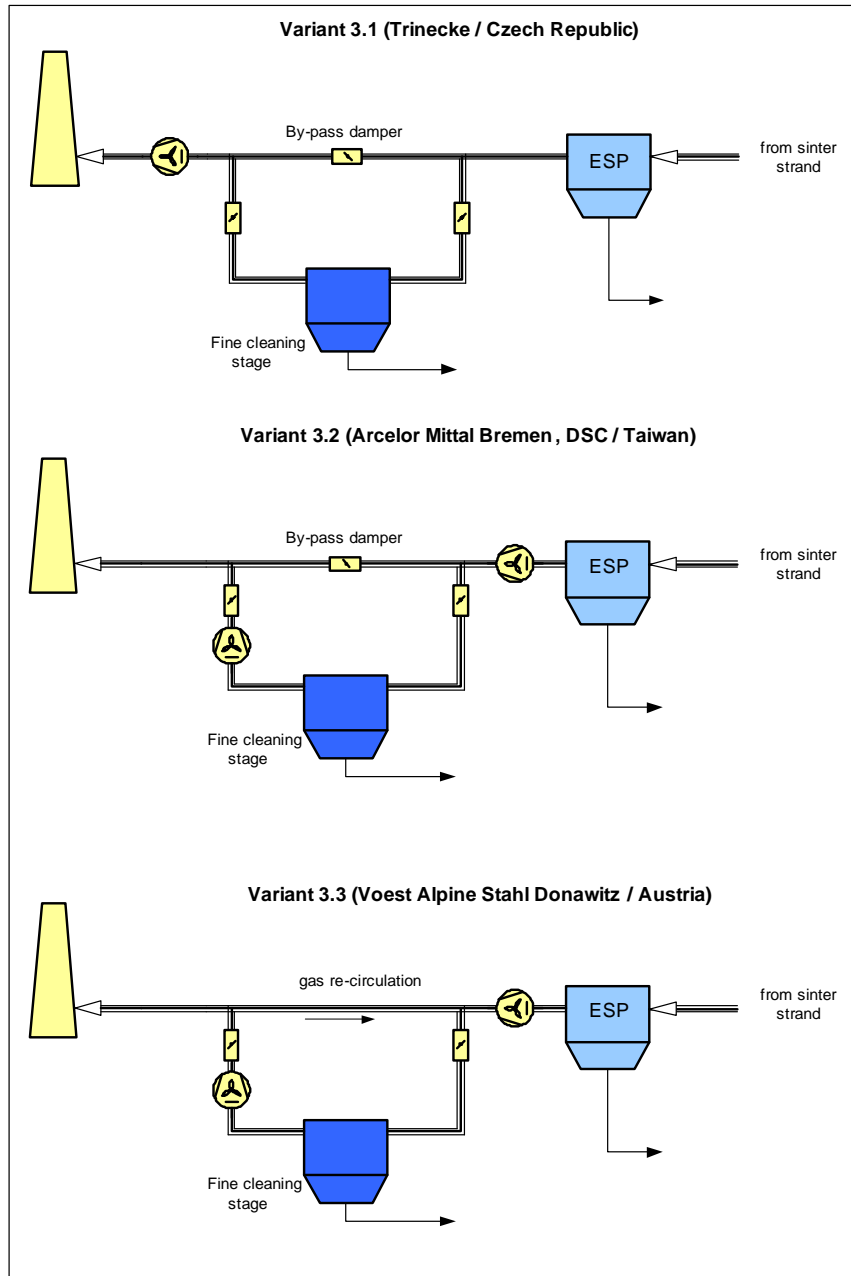 Variant 3.1 (Trinecke / Czech Republic)
By-pass damper
ESP
from sinter
strand
Fine cleaning
stage
Variant 3.2 (Arcelor Mittal Bremen , DSC / Taiwan)
By-pass damper
ESP
from sinter
strand
Fine cleaning
stage
Variant 3.3 (Voest Alpine Stahl Donawitz / Austria)
gas re-circulation
ESP
from sinter
strand
Fine cleaning
stage